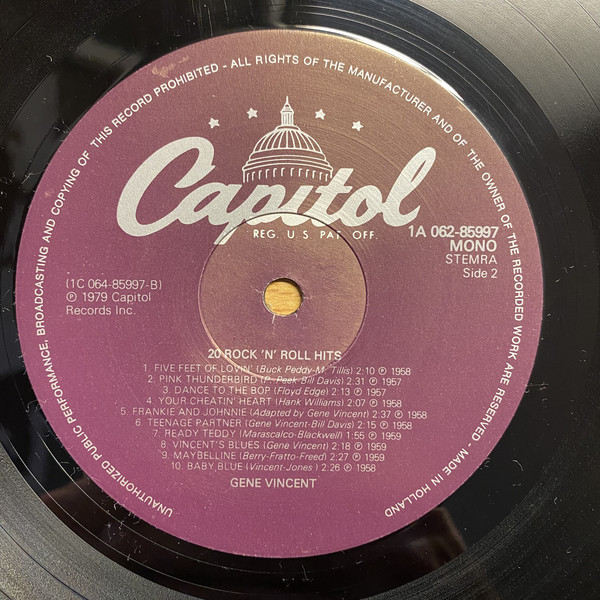 UNAUTHORIZED PUBLIC PERFORMANCE, BROADCASTING AND COPYING OF THIS RECORD PROHIBITED - ALL RIGHTS OF THE MANUFACTURER AND OF THE OWNER OF THE RECORDED WORK ARE RESERVED - MADE IN HOLLAND
Capitol
REG. U.S. PAT. OFF.
1A 062-85997
MONO
STEMRA
Side 2
(1C 064-85997-B)
℗ 1979 Capitol
Records Inc.
20 ROCK 'N' ROLL HITS
1. FIVE FEET OF LOVIN' (Buck Peddy-M. Tillis) 2:10 ℗ 1958
2. PINK THUNDERBIRD (P. Peek-Bill Davis) 2:31 ℗ 1957
3. DANCE TO THE BOP (Floyd Edge) 2:13 ℗ 1957
4. YOUR CHEATIN' HEART (Hank Williams) 2:07 ℗ 1958
5. FRANKIE AND JOHNNIE (Adapted by Gene Vincent) 2:37 ℗ 1958
6. TEENAGE PARTNER (Gene Vincent-Bill Davis) 2:15 ℗ 1958
7. READY TEDDY (Marascalco-Blackwell) 1:55 ℗ 1959
8. VINCENT'S BLUES (Gene Vincent) 2:18 ℗ 1959
9. MAYBELLINE (Berry-Fratto-Freed) 2:27 ℗ 1959
10. BABY BLUE (Vincent-Jones) 2:26 ℗ 1958
GENE VINCENT